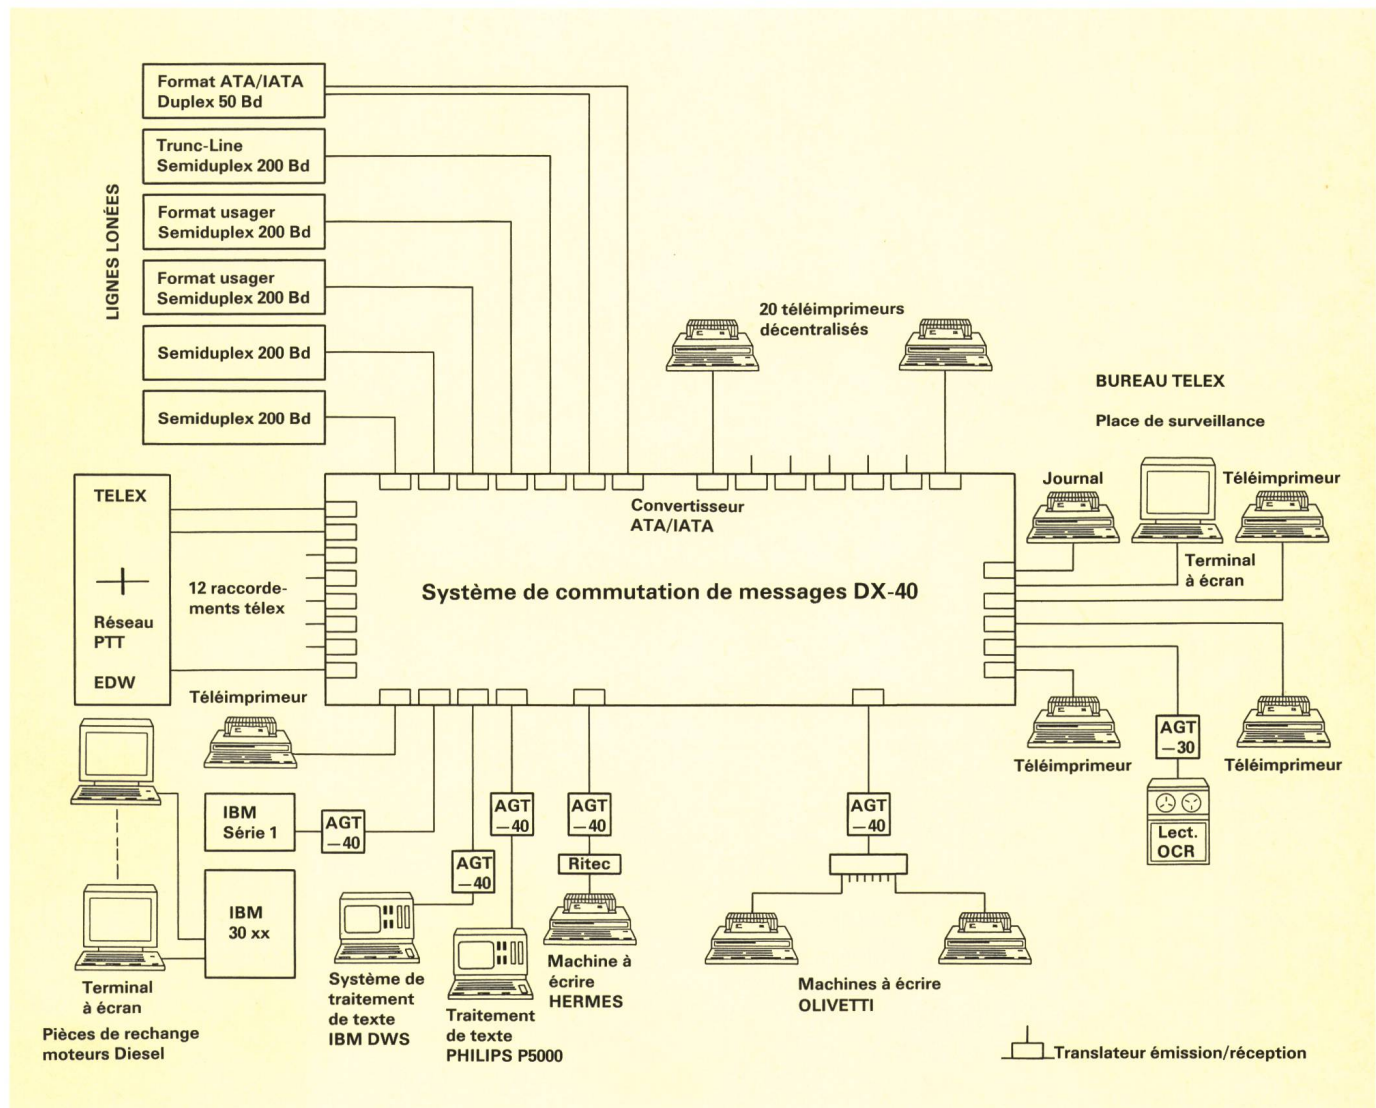 Format ATA/IATA
Duplex 50 Bd
Trunc-Line
Semiduplex 200 Bd
Format usager
Semiduplex 200 Bd
Format usager
Semiduplex 200 Bd
Semiduplex 200 Bd
Semiduplex 200 Bd
LIGNES LONÉES
20 téléimprimeurs
décentralisés
BUREAU TELEX
Place de surveillance
Journal
Téléimprimeur
Terminal
à écran
TELEX
Réseau
PTT
EDW
12 raccorde-
ments télex
Convertisseur
ATA/IATA
Système de commutation de messages DX-40
Téléimprimeur
Téléimprimeur
AGT
—30
Téléimprimeur
Lect.
OCR
IBM
Série 1
AGT
—40
AGT
—40
AGT
—40
AGT
—40
Ritec
AGT
—40
IBM
30 xx
Terminal
à écran
Pièces de rechange
moteurs Diesel
Système de
traitement
de texte
IBM DWS
Traitement
de texte
PHILIPS P5000
Machine à
écrire
HERMES
Machines à écrire
OLIVETTI
Translateur émission/réception